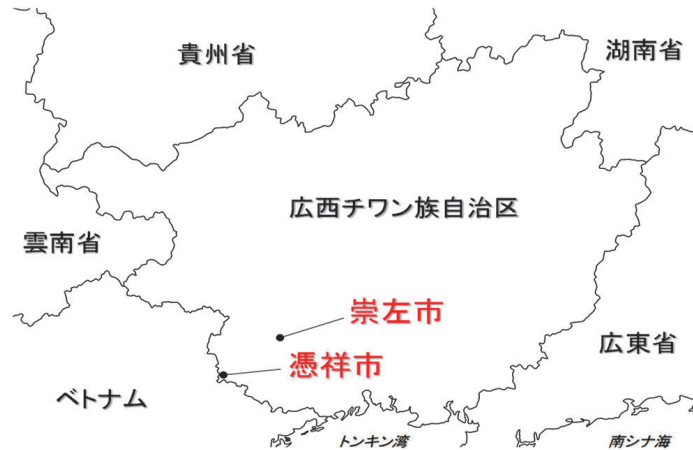 貴州省
湖南省
広西チワン族自治区
雲南省
崇左市
広東省
憑祥市
ベトナム
トンキン湾
南シナ海